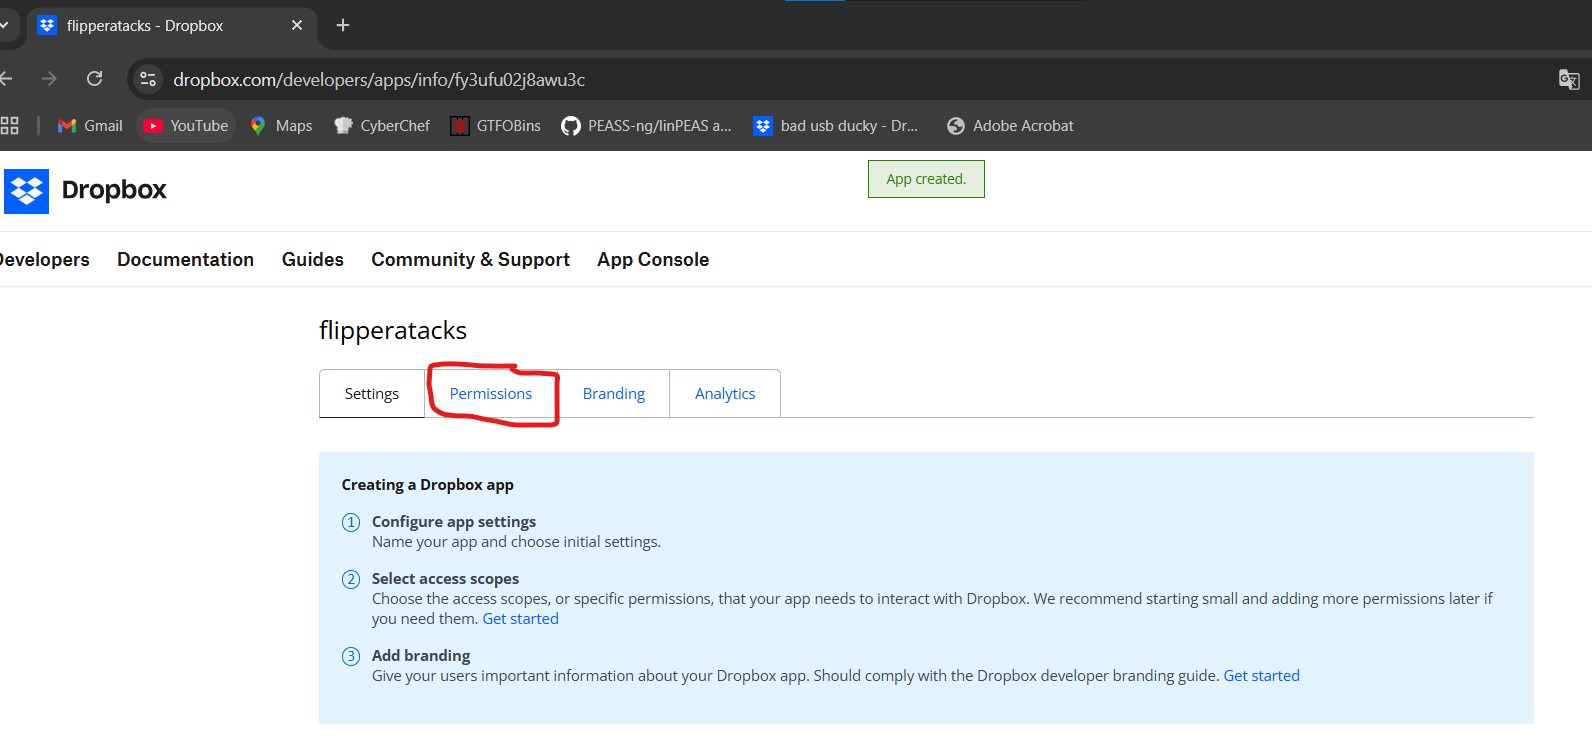 flipperatacks - Dropbox
dropbox.com/developers/apps/info/fy3ufu02j8awu3c
Gmail YouTube Maps CyberChef GTFOBins PEASS-ng/linPEAS a... bad usb ducky - Dr... Adobe Acrobat
Dropbox
App created.
Developers Documentation Guides Community & Support App Console
flipperatacks
Settings Permissions Branding Analytics
Creating a Dropbox app
1 Configure app settings
Name your app and choose initial settings.
2 Select access scopes
Choose the access scopes, or specific permissions, that your app needs to interact with Dropbox. We recommend starting small and adding more permissions later if
you need them. Get started
3 Add branding
Give your users important information about your Dropbox app. Should comply with the Dropbox developer branding guide. Get started